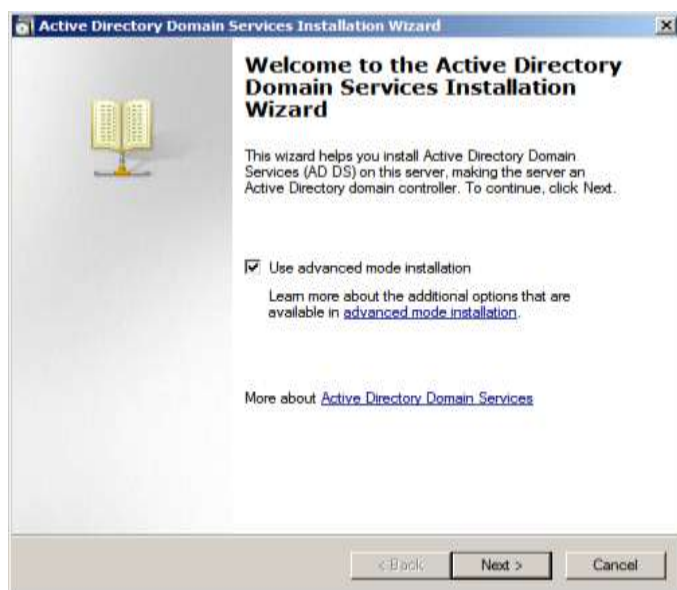 Active Directory Domain Services Installation Wizard
Welcome to the Active Directory
Domain Services Installation
Wizard
This wizard helps you install Active Directory Domain
Services (AD DS) on this server, making the server an
Active Directory domain controller. To continue, click Next.
Use advanced mode installation
Learn more about the additional options that are
available in advanced mode installation.
More about Active Directory Domain Services
< Back
Next >
Cancel